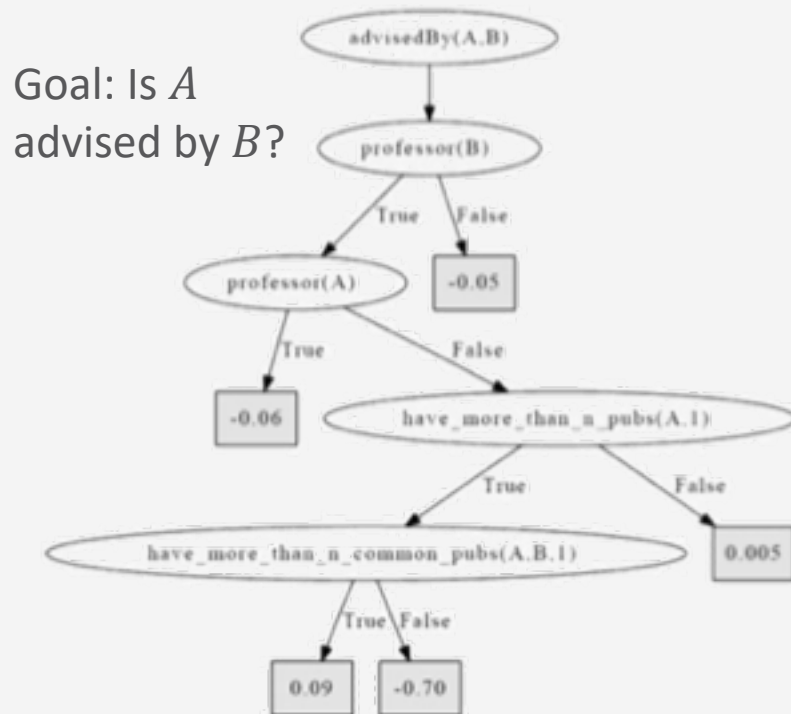 advisedBy(A,B)
Goal: Is A
advised by B?
professor(B)
True
False
professor(A)
-0.05
True
False
-0.06
have_more_than_n_pubs(A,1)
True
False
have_more_than_n_common_pubs(A,B,1)
0.005
True
False
0.09
-0.70